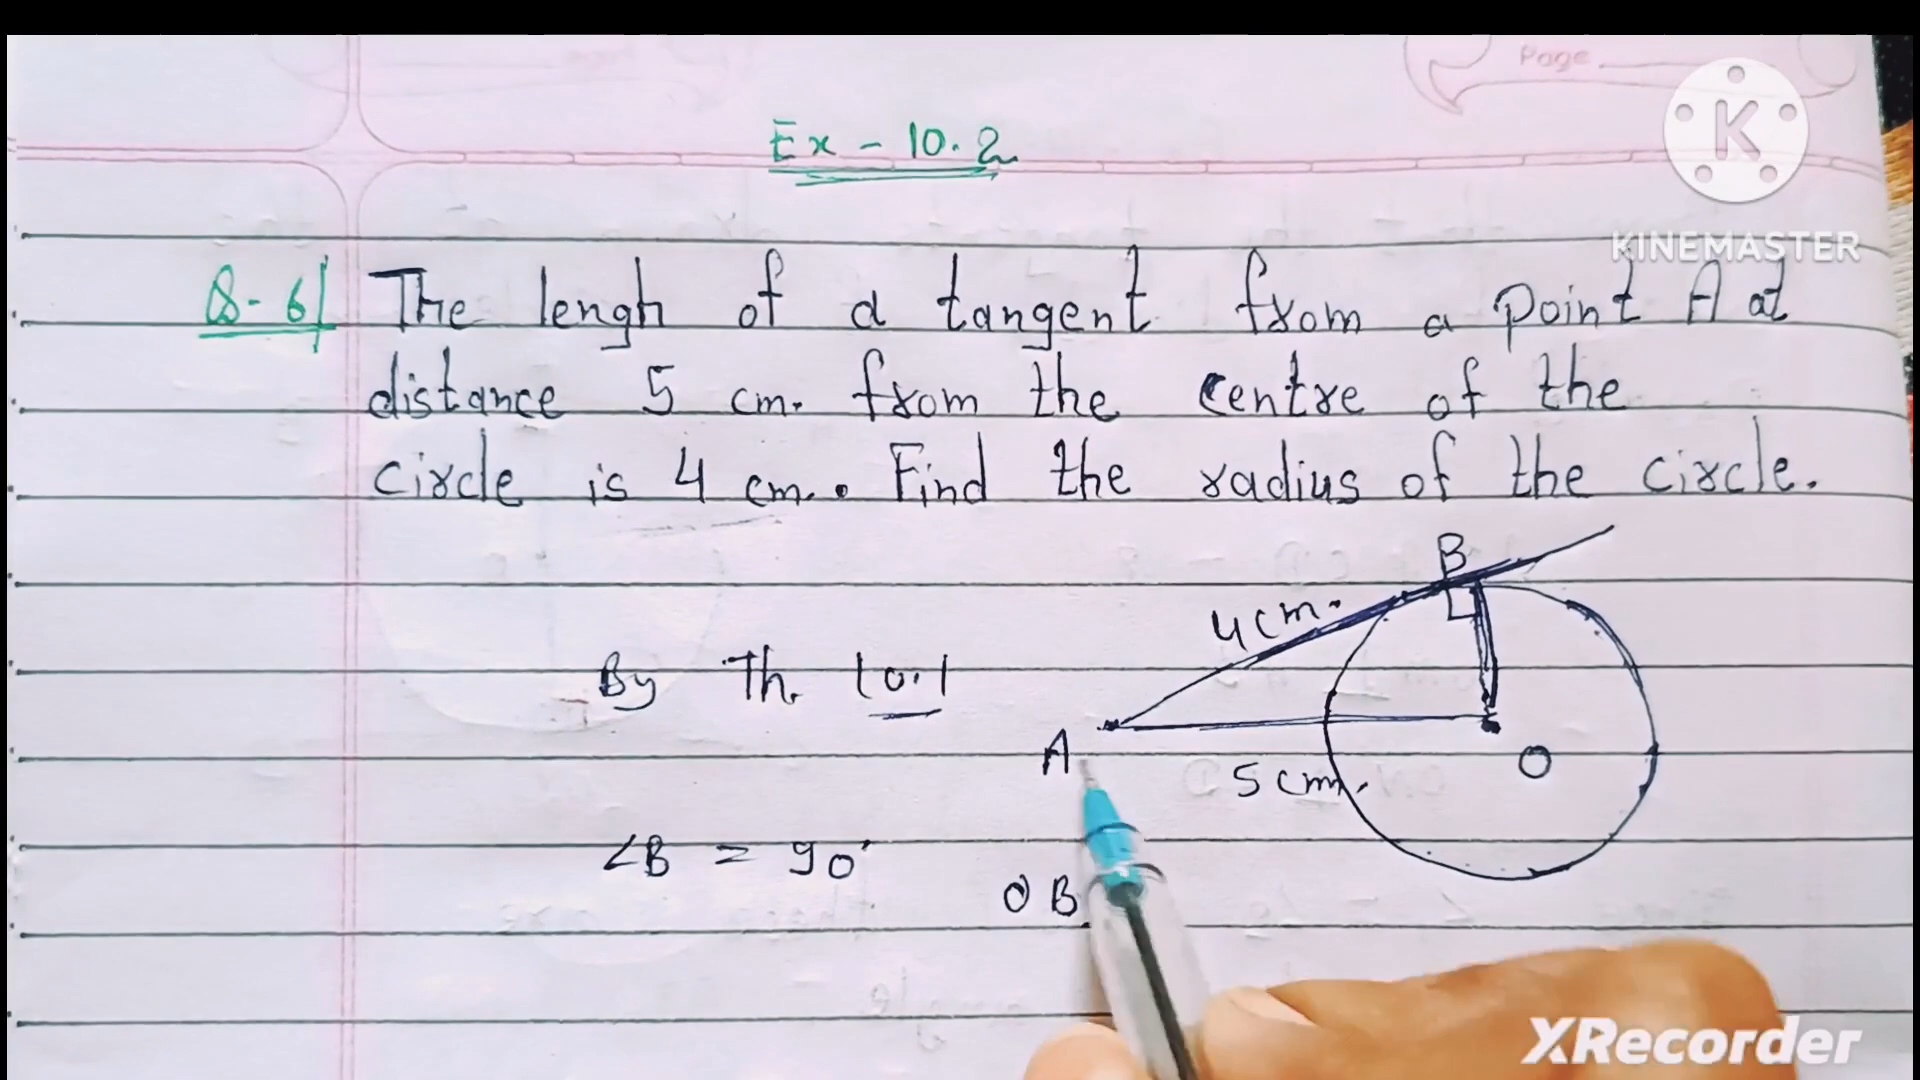 Page
K
KINEMASTER
Ex - 10.2
Q-6| The lengh of a tangent from a point A at
distance 5 cm. from the centre of the
circle is 4 cm. Find the radius of the circle.
B
4cm.
By Th. 10.1
A
O
5 cm.
∠B = 90°
OB
XRecorder